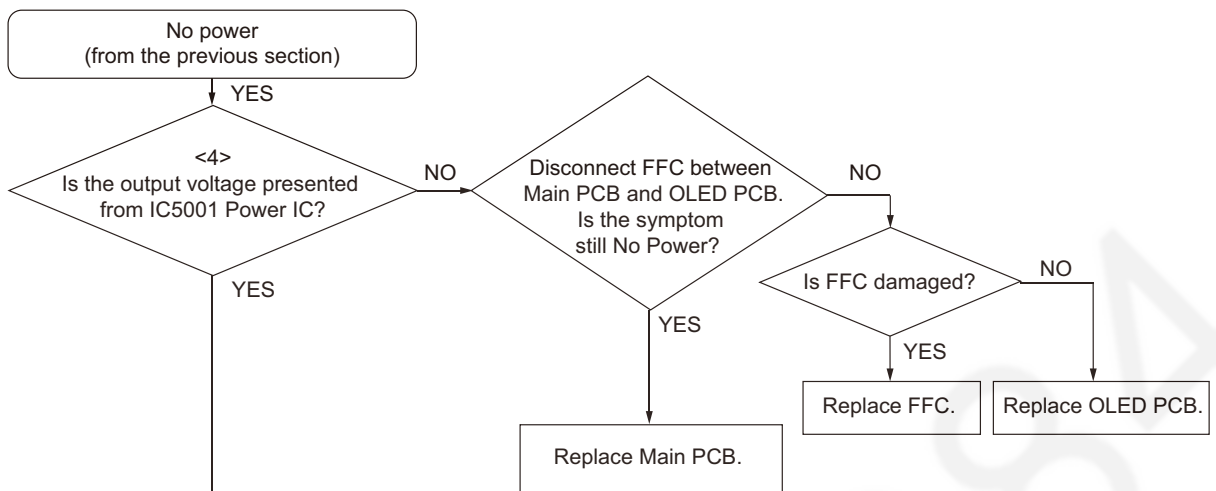 No power
(from the previous section)
YES
<4>
Is the output voltage presented
from IC5001 Power IC?
NO
YES
Disconnect FFC between
Main PCB and OLED PCB.
Is the symptom
still No Power?
NO
YES
Is FFC damaged?
NO
YES
Replace FFC.
Replace OLED PCB.
Replace Main PCB.